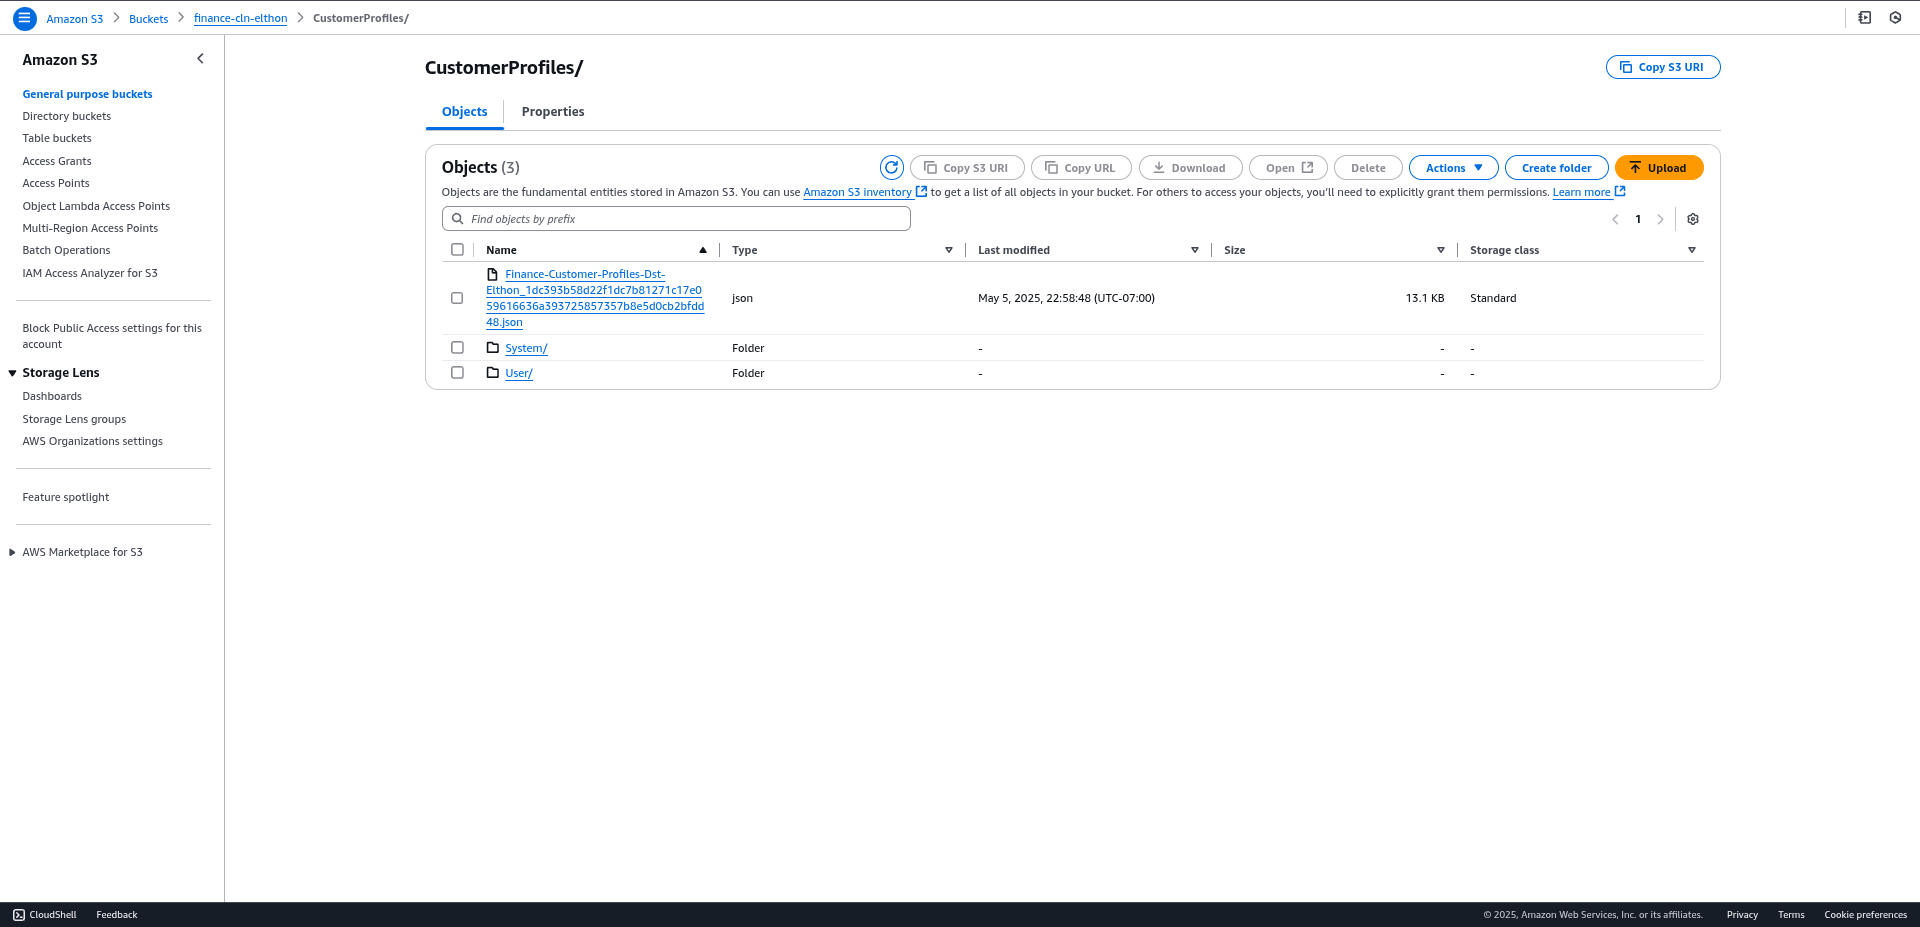 Amazon S3 > Buckets > finance-cln-elthon > CustomerProfiles/
Amazon S3
General purpose buckets
Directory buckets
Table buckets
Access Grants
Access Points
Object Lambda Access Points
Multi-Region Access Points
Batch Operations
IAM Access Analyzer for S3
Block Public Access settings for this
account
Storage Lens
Dashboards
Storage Lens groups
AWS Organizations settings
Feature spotlight
AWS Marketplace for S3
CustomerProfiles/
Copy S3 URI
Objects
Properties
Objects (3)
Copy S3 URI
Copy URL
Download
Open
Delete
Actions
Create folder
Upload
Objects are the fundamental entities stored in Amazon S3. You can use Amazon S3 inventory to get a list of all objects in your bucket. For others to access your objects, you'll need to explicitly grant them permissions. Learn more
Find objects by prefix
1
Name Type Last modified Size Storage class
Finance-Customer-Profiles-Dst-
Elthon_1dc393b58d22f1dc7b81271c17e0
59616636a393725857357b8e5d0cb2bfdd
48.json
json May 5, 2025, 22:58:48 (UTC-07:00) 13.1 KB Standard
System/ Folder - - -
User/ Folder - - -
CloudShell Feedback © 2025, Amazon Web Services, Inc. or its affiliates. Privacy Terms Cookie preferences